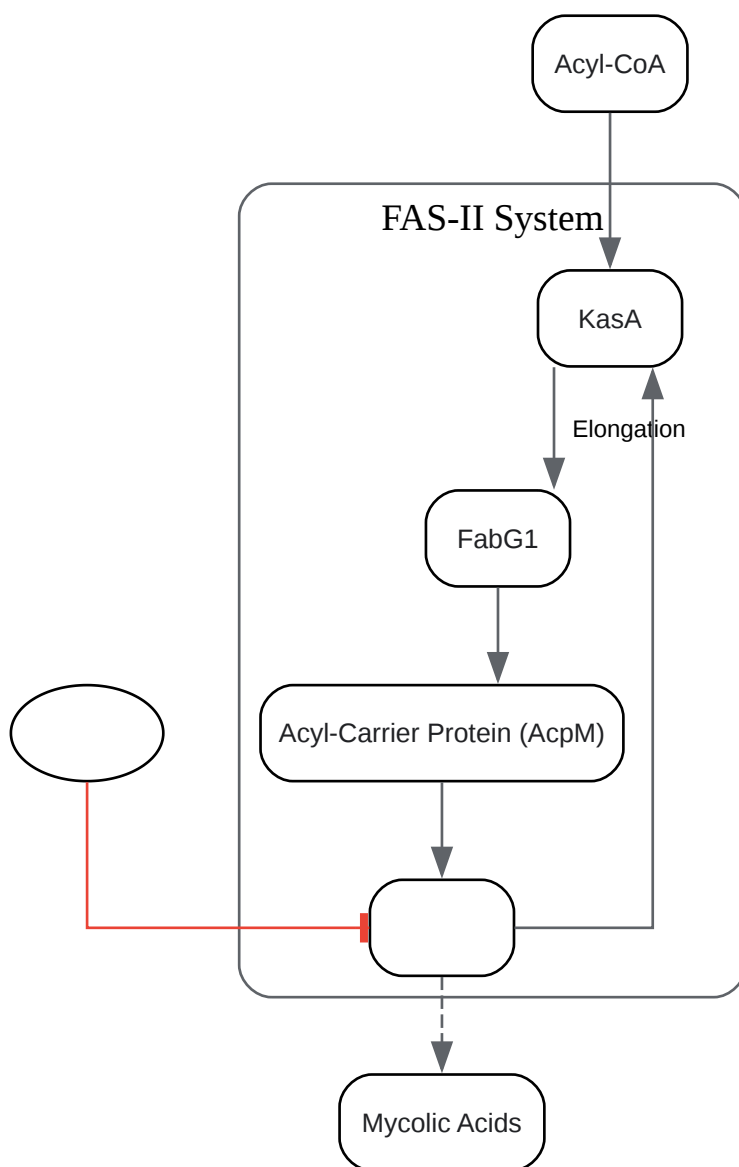 Acyl-CoA
FAS-II System
KasA
Elongation
FabG1
Acyl-Carrier Protein (AcpM)
Mycolic Acids